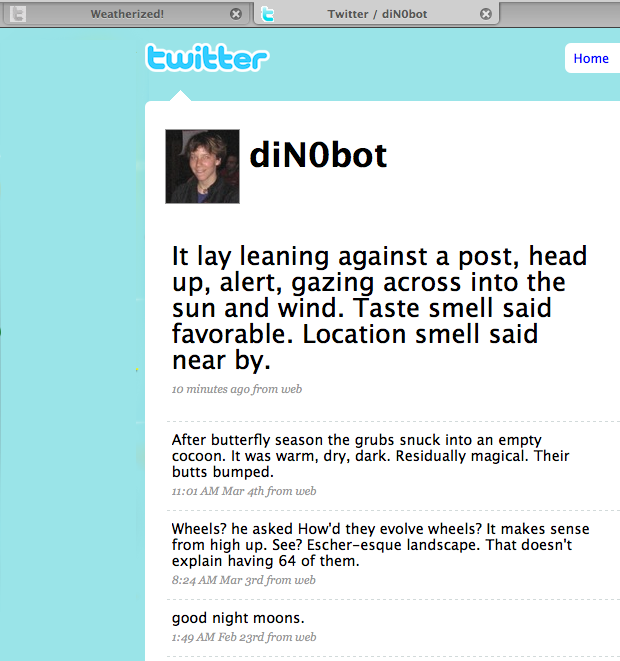 Weatherized!
Twitter / diN0bot
twitter
Home
diN0bot
It lay leaning against a post, head
up, alert, gazing across into the
sun and wind. Taste smell said
favorable. Location smell said
near by.
10 minutes ago from web
After butterfly season the grubs snuck into an empty
cocoon. It was warm, dry, dark. Residually magical. Their
butts bumped.
11:01 AM Mar 4th from web
Wheels? he asked How'd they evolve wheels? It makes sense
from high up. See? Escher-esque landscape. That doesn't
explain having 64 of them.
8:24 AM Mar 3rd from web
good night moons.
1:49 AM Feb 23rd from web